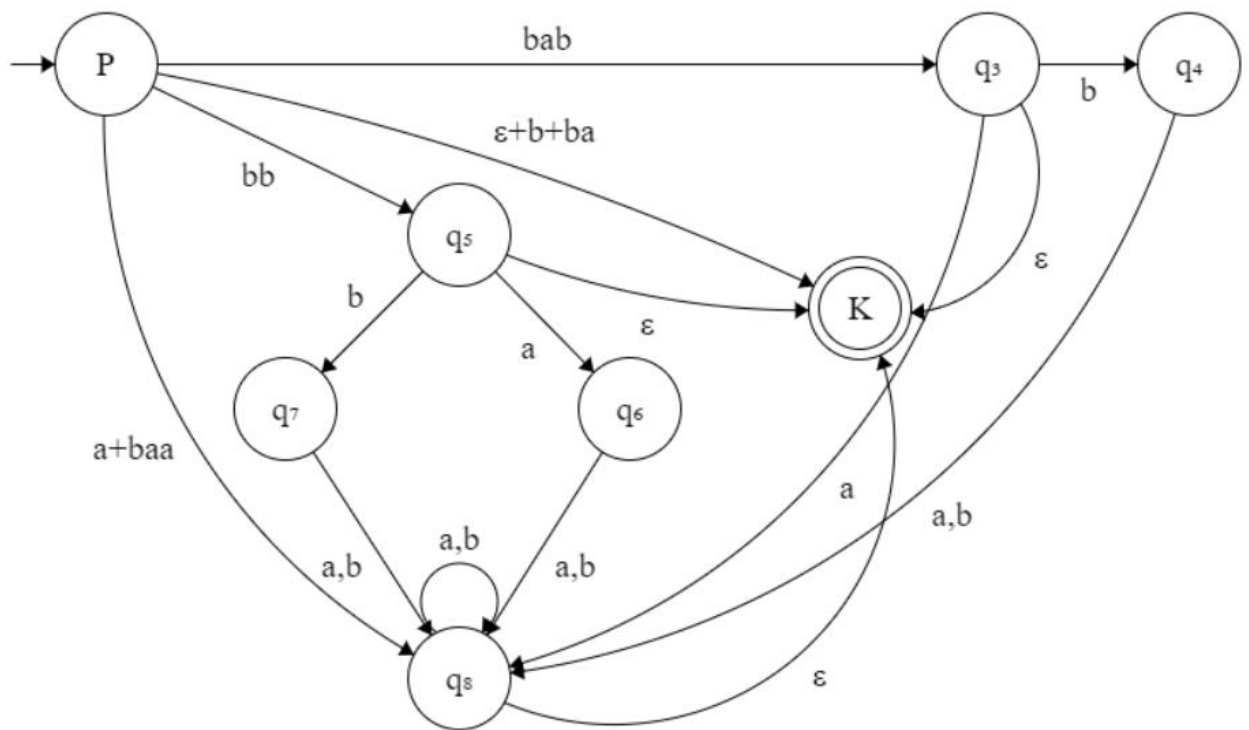 bab
P
q₃
q₄
b
ε+b+ba
bb
q₅
ε
K
b
ε
a
q₇
q₆
a+baa
a
a,b
a,b
a,b
a,b
q₈
ε